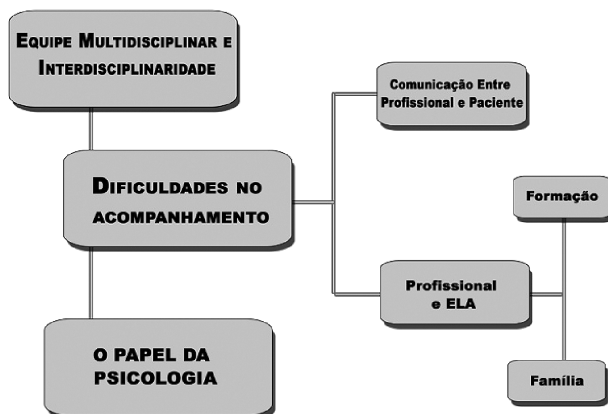 EQUIPE MULTIDISCIPLINAR E
INTERDISCIPLINARIDADE
Comunicação Entre
Profissional e Paciente
DIFICULDADES NO
ACOMPANHAMENTO
Formação
Profissional
e ELA
O PAPEL DA
PSICOLOGIA
Família